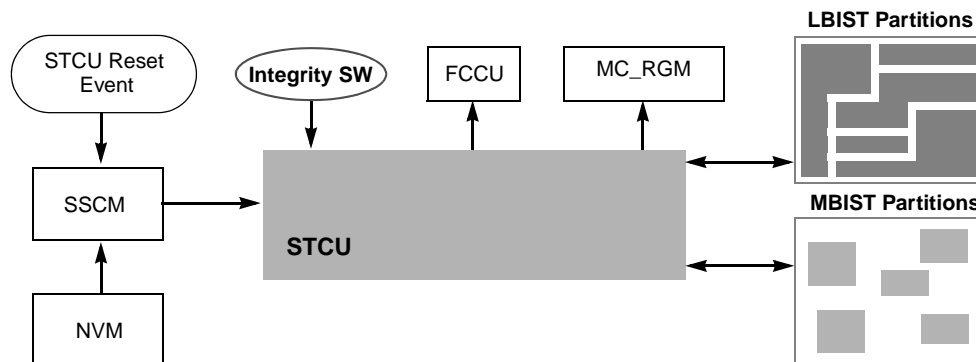 LBIST Partitions
STCU Reset
Event
Integrity SW
FCCU
MC_RGM
SSCM
STCU
MBIST Partitions
NVM